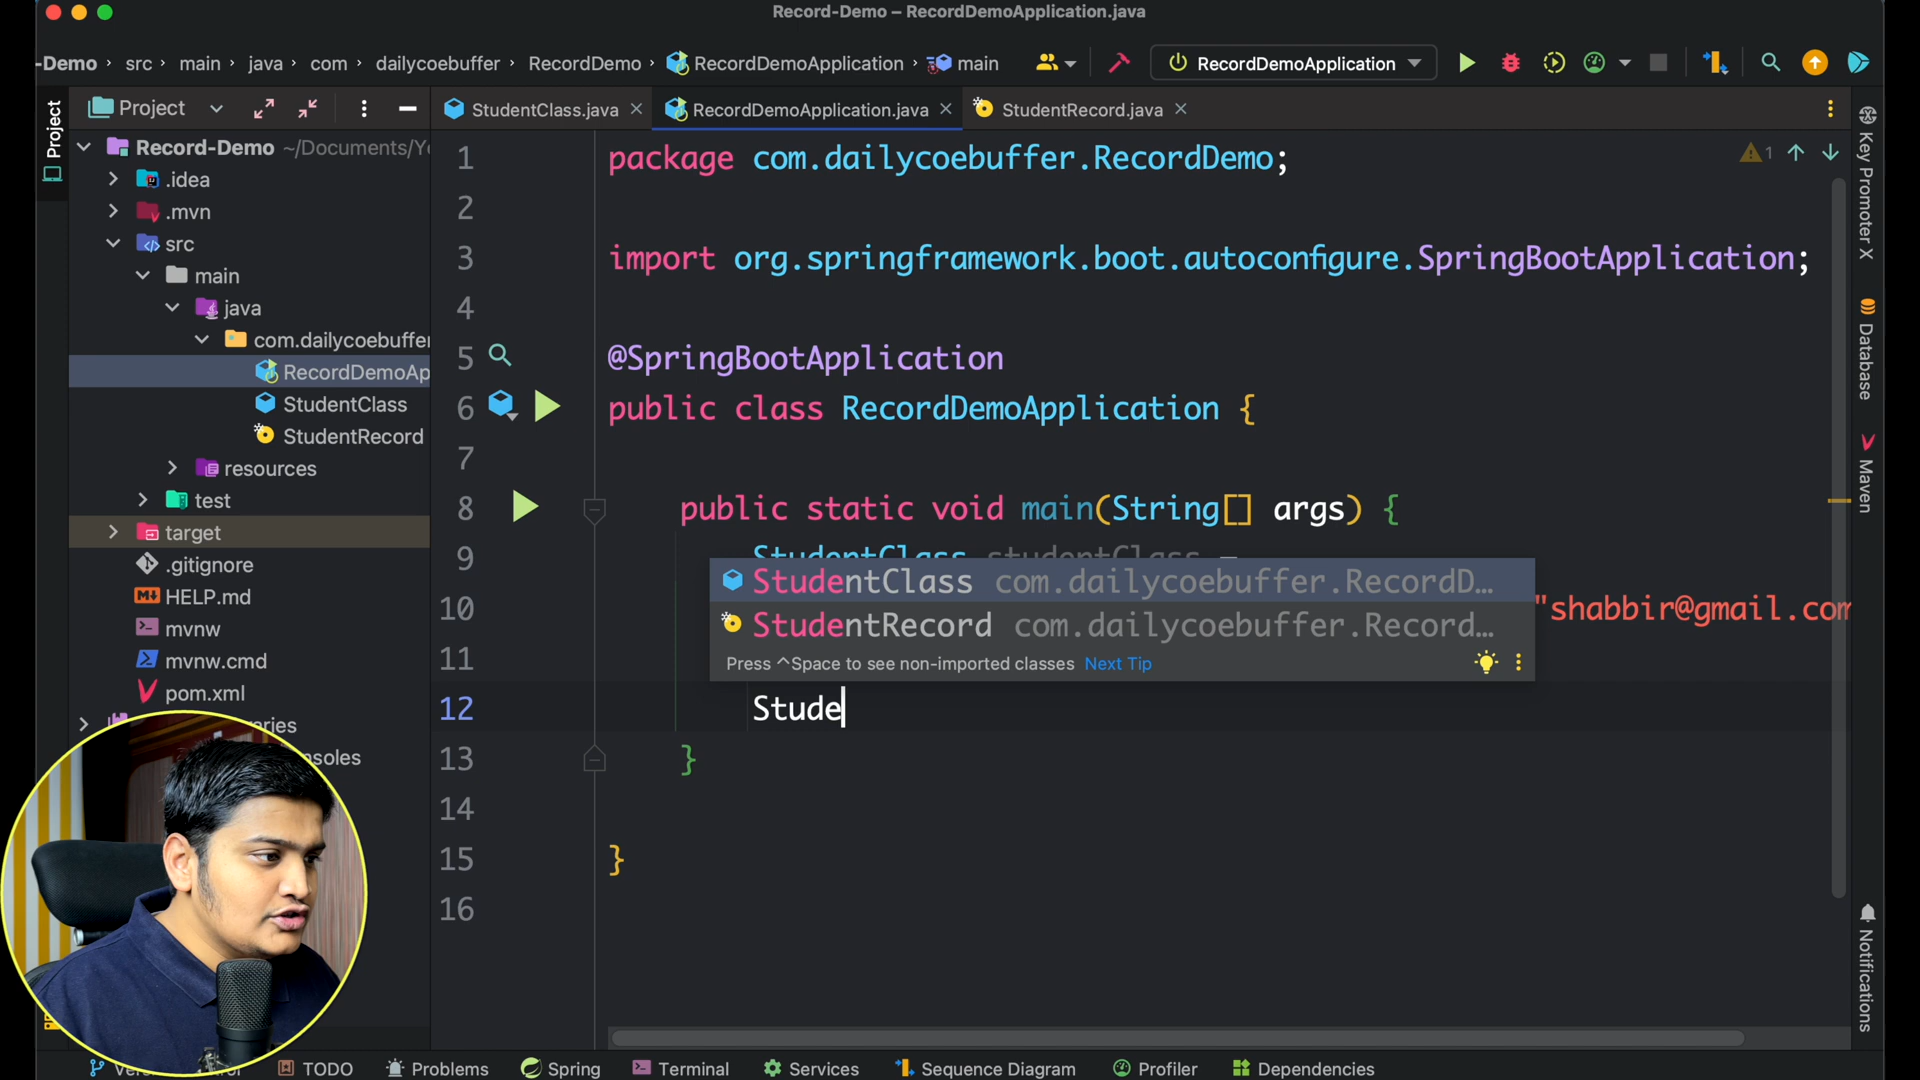 Record-Demo – RecordDemoApplication.java
-Demo › src › main › java › com › dailycoebuffer › RecordDemo › RecordDemoApplication › main
RecordDemoApplication
Project
Project
StudentClass.java
RecordDemoApplication.java
StudentRecord.java
Record-Demo ~/Documents/Y
.idea
.mvn
src
main
java
com.dailycoebuffer
RecordDemoAp
StudentClass
StudentRecord
resources
test
target
.gitignore
HELP.md
mvnw
mvnw.cmd
pom.xml
1 package com.dailycoebuffer.RecordDemo;
2
3 import org.springframework.boot.autoconfigure.SpringBootApplication;
4
5 @SpringBootApplication
6 public class RecordDemoApplication {
7
8 public static void main(String[] args) {
9 StudentClass studentClass =
10 "shabbir@gmail.com
11
12 Stude
13 }
14
15 }
16
StudentClass com.dailycoebuffer.RecordD…
StudentRecord com.dailycoebuffer.Record…
Press ^Space to see non-imported classes Next Tip
1
Key Promoter X
Database
Maven
Notifications
TODO
Problems
Spring
Terminal
Services
Sequence Diagram
Profiler
Dependencies